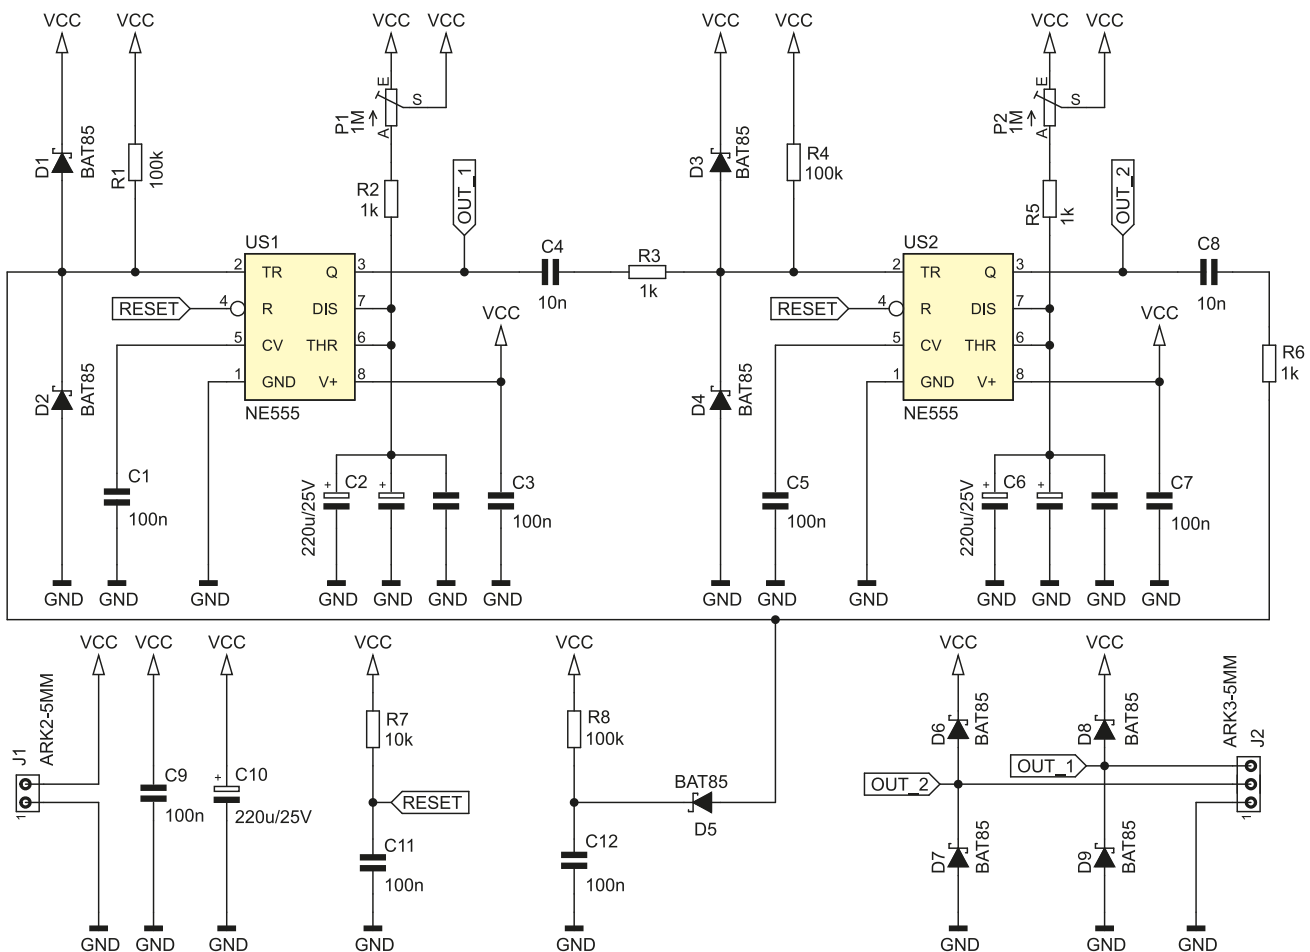 VCC VCC VCC VCC VCC VCC VCC VCC
D1 BAT85
R1 100k
P1 1M E S A
R2 1k
OUT_1
D3 BAT85
R4 100k
P2 1M E S A
R5 1k
OUT_2
US1
2 TR Q 3
4 R DIS 7
5 CV THR 6
1 GND V+ 8
NE555
RESET
C4 10n
R3 1k
VCC
US2
2 TR Q 3
4 R DIS 7
5 CV THR 6
1 GND V+ 8
NE555
RESET
C8 10n
VCC
R6 1k
D2 BAT85
D4 BAT85
C1 100n
220u/25V + C2 +
C3 100n
C5 100n
220u/25V + C6 +
C7 100n
GND GND GND GND GND GND GND GND GND GND GND GND GND GND
VCC VCC VCC VCC VCC VCC VCC
J1 ARK2-5MM 1
C9 100n
+ C10 220u/25V
R7 10k
RESET
C11 100n
R8 100k
C12 100n
BAT85
D5
D6 BAT85
D8 BAT85
OUT_1
OUT_2
ARK3-5MM J2 1
D7 BAT85
D9 BAT85
GND GND GND GND GND GND GND GND